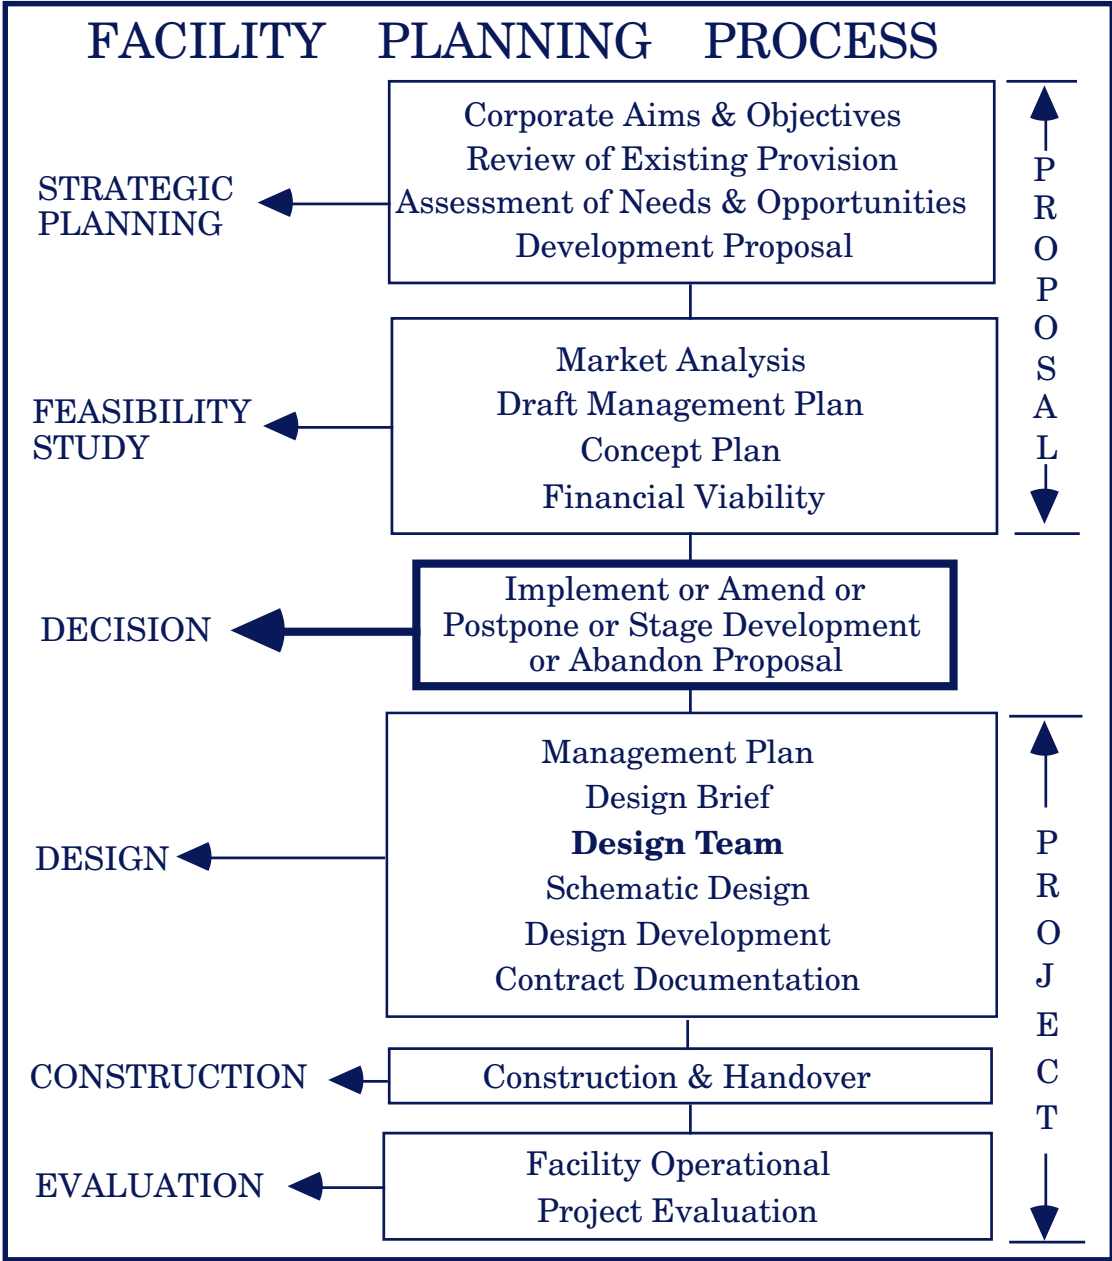 FACILITY PLANNING PROCESS
STRATEGIC
PLANNING
Corporate Aims & Objectives
Review of Existing Provision
Assessment of Needs & Opportunities
Development Proposal
FEASIBILITY
STUDY
Market Analysis
Draft Management Plan
Concept Plan
Financial Viability
PROPOSAL
DECISION
Implement or Amend or
Postpone or Stage Development
or Abandon Proposal
DESIGN
Management Plan
Design Brief
Design Team
Schematic Design
Design Development
Contract Documentation
CONSTRUCTION
Construction & Handover
EVALUATION
Facility Operational
Project Evaluation
PROJECT